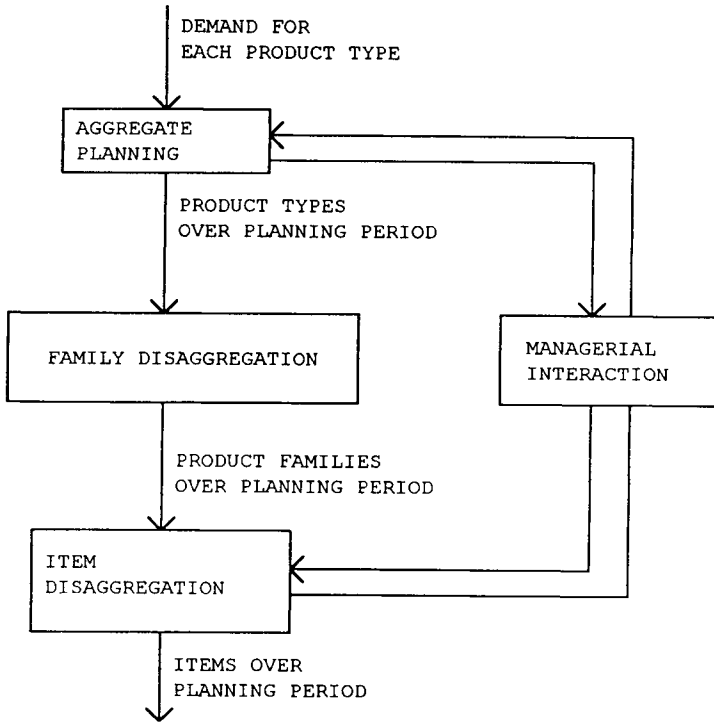 DEMAND FOR
EACH PRODUCT TYPE
AGGREGATE
PLANNING
PRODUCT TYPES
OVER PLANNING PERIOD
FAMILY DISAGGREGATION
MANAGERIAL
INTERACTION
PRODUCT FAMILIES
OVER PLANNING PERIOD
ITEM
DISAGGREGATION
ITEMS OVER
PLANNING PERIOD